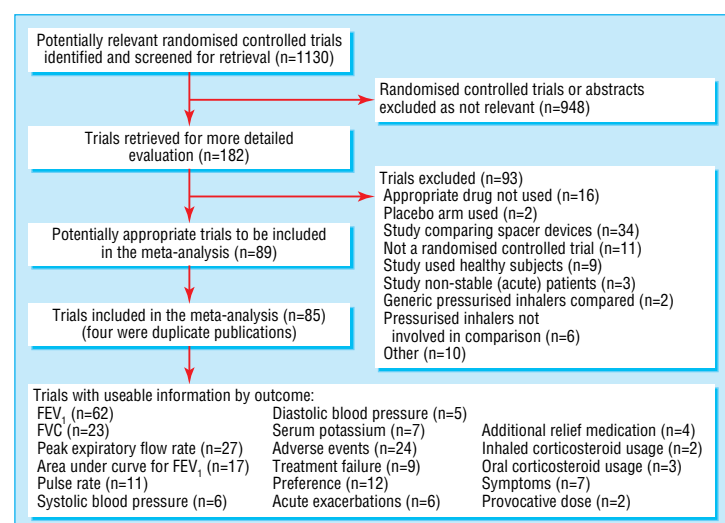 Potentially relevant randomised controlled trials
identified and screened for retrieval (n=1130)
Randomised controlled trials or abstracts
excluded as not relevant (n=948)
Trials retrieved for more detailed
evaluation (n=182)
Trials excluded (n=93)
Appropriate drug not used (n=16)
Placebo arm used (n=2)
Study comparing spacer devices (n=34)
Not a randomised controlled trial (n=11)
Study used healthy subjects (n=9)
Study non-stable (acute) patients (n=3)
Generic pressurised inhalers compared (n=2)
Pressurised inhalers not
involved in comparison (n=6)
Other (n=10)
Potentially appropriate trials to be included
in the meta-analysis (n=89)
Trials included in the meta-analysis (n=85)
(four were duplicate publications)
Trials with useable information by outcome:
FEV₁ (n=62)
FVC (n=23)
Peak expiratory flow rate (n=27)
Area under curve for FEV₁ (n=17)
Pulse rate (n=11)
Systolic blood pressure (n=6)
Diastolic blood pressure (n=5)
Serum potassium (n=7)
Adverse events (n=24)
Treatment failure (n=9)
Preference (n=12)
Acute exacerbations (n=6)
Additional relief medication (n=4)
Inhaled corticosteroid usage (n=2)
Oral corticosteroid usage (n=3)
Symptoms (n=7)
Provocative dose (n=2)